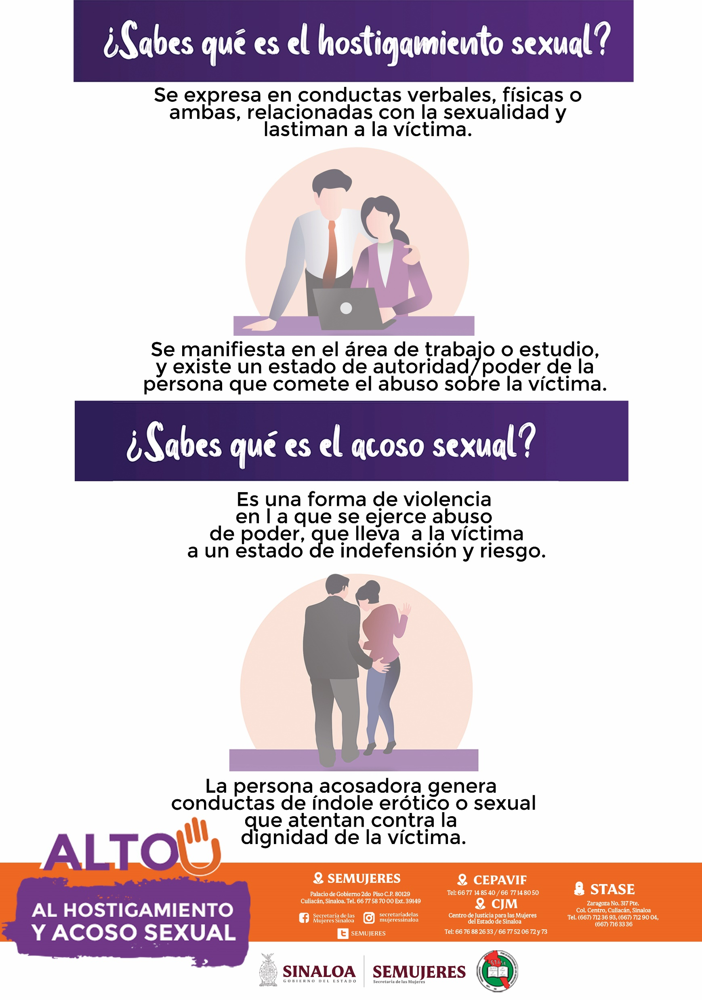 ¿Sabes qué es el hostigamiento sexual?
Se expresa en conductas verbales, físicas o
ambas, relacionadas con la sexualidad y
lastiman a la víctima.
Se manifiesta en el área de trabajo o estudio,
y existe un estado de autoridad/poder de la
persona que comete el abuso sobre la víctima.
¿Sabes qué es el acoso sexual?
Es una forma de violencia
en l a que se ejerce abuso
de poder, que lleva  a la víctima
a un estado de indefensión y riesgo.
La persona acosadora genera
conductas de índole erótico o sexual
que atentan contra la
dignidad de la víctima.
ALTO
AL HOSTIGAMIENTO
Y ACOSO SEXUAL
SEMUJERES
Palacio de Gobierno 2do Piso C.P. 80129
Culiacán, Sinaloa. Tel. 66 77 58 70 00 Ext. 39149
Secretaría de las
Mujeres Sinaloa
secretaríadelas
mujeressinaloa
SEMUJERES
CEPAVIF
Tel: 66 77 14 85 40 / 66 77 14 80 50
CJM
Centro de Justicia para las Mujeres
del Estado de Sinaloa
Tel: 66 76 88 26 33 / 66 77 52 06 72 y 73
STASE
Zaragoza No. 317 Pte.
Col. Centro, Culiacán, Sinaloa
Tel. (667) 712 36 93, (667) 712 90 04,
(667) 716 33 36
SINALOA
GOBIERNO DEL ESTADO
SEMUJERES
Secretaría de las Mujeres
STASE